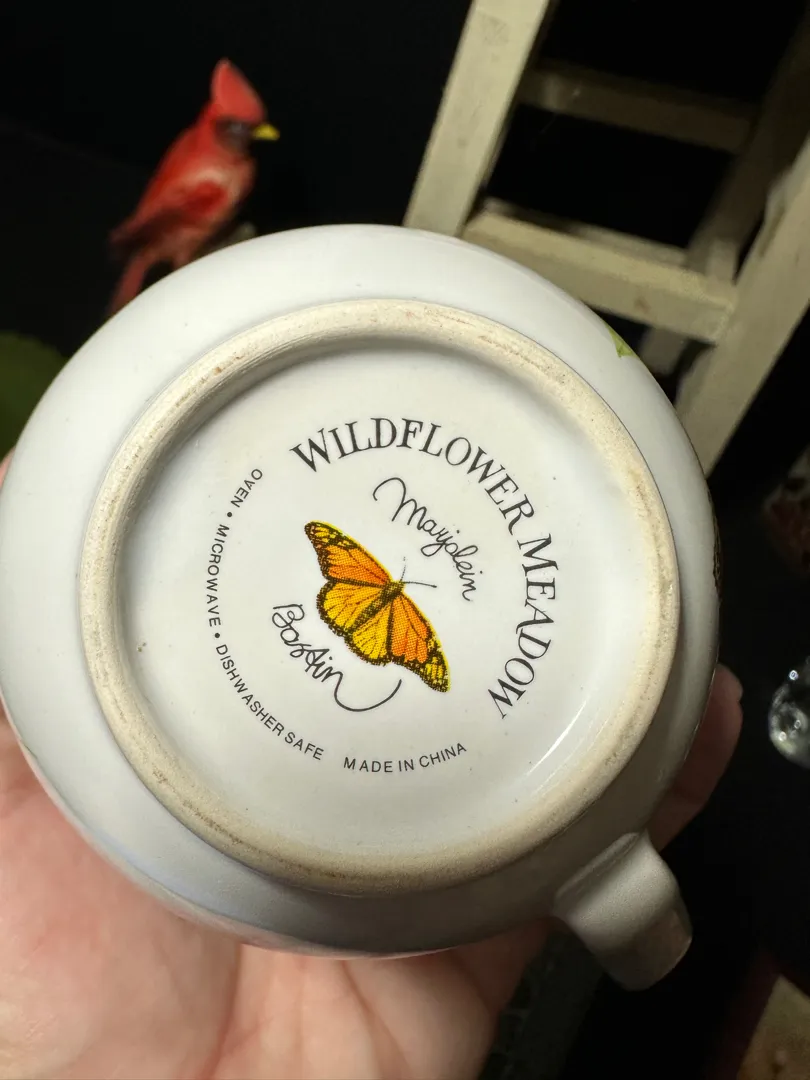 WILDFLOWER MEADOW
Marjolein
Bastin
OVEN • MICROWAVE • DISHWASHER SAFE
MADE IN CHINA